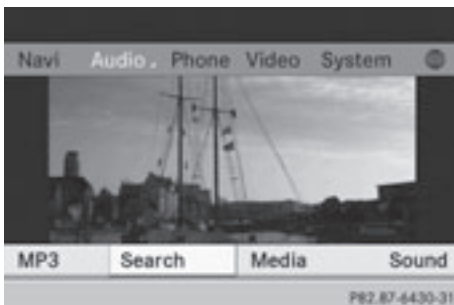 Navi Audio Phone Video System
MP3 Search Media Sound
P82.87-6430-31